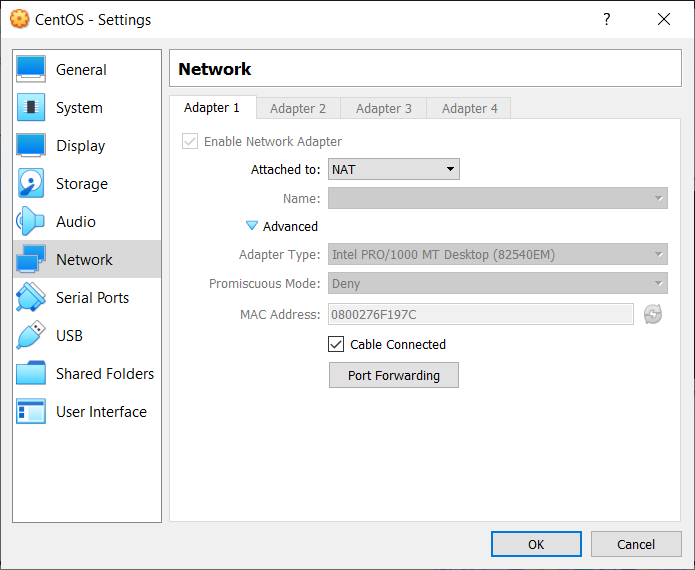 CentOS - Settings
?
General
System
Display
Storage
Audio
Network
Serial Ports
USB
Shared Folders
User Interface
Network
Adapter 1 Adapter 2 Adapter 3 Adapter 4
Enable Network Adapter
Attached to: NAT
Name:
Advanced
Adapter Type: Intel PRO/1000 MT Desktop (82540EM)
Promiscuous Mode: Deny
MAC Address: 0800276F197C
Cable Connected
Port Forwarding
OK Cancel